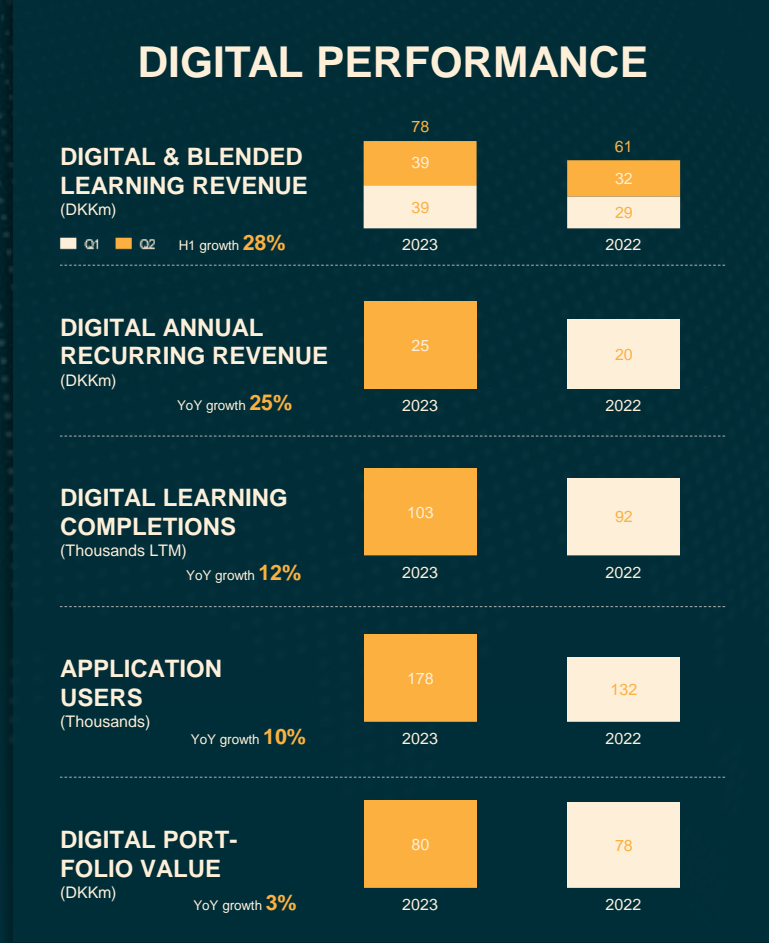 DIGITAL PERFORMANCE
DIGITAL & BLENDED
LEARNING REVENUE
(DKKm)
Q1 Q2 H1 growth 28%
78
39
39
2023
61
32
29
2022
DIGITAL ANNUAL
RECURRING REVENUE
(DKKm)
YoY growth 25%
25
2023
20
2022
DIGITAL LEARNING
COMPLETIONS
(Thousands LTM)
YoY growth 12%
103
2023
92
2022
APPLICATION
USERS
(Thousands)
YoY growth 10%
178
2023
132
2022
DIGITAL PORT-
FOLIO VALUE
(DKKm)
YoY growth 3%
80
2023
78
2022